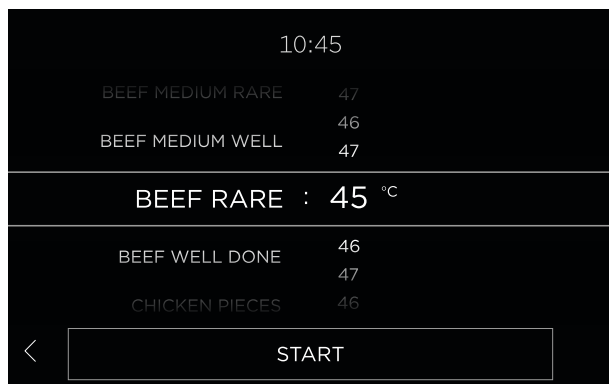 10:45
BEEF MEDIUM RARE 47
46
BEEF MEDIUM WELL
47
BEEF RARE : 45 °C
46
BEEF WELL DONE
47
CHICKEN PIECES 46
< START